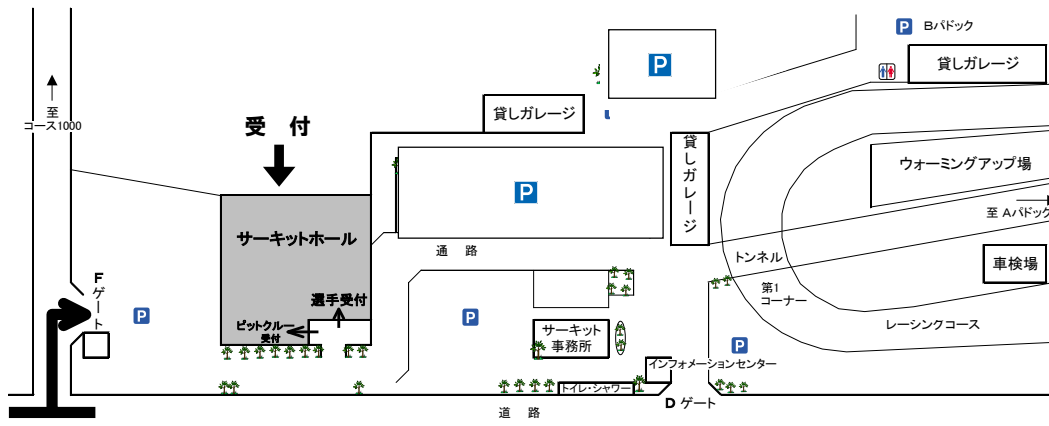 P Bパドック
貸しガレージ
P
至
コース1000
受　付
貸しガレージ
貸しガレージ
ウォーミングアップ場
P
至 Aパドック
サーキットホール
通　路
トンネル
車検場
Fゲート
第1
コーナー
選手受付
P
P
ピットクルー
受付
サーキット
事務所
レーシングコース
P
インフォメーションセンター
トイレ・シャワー
D ゲート
道　路